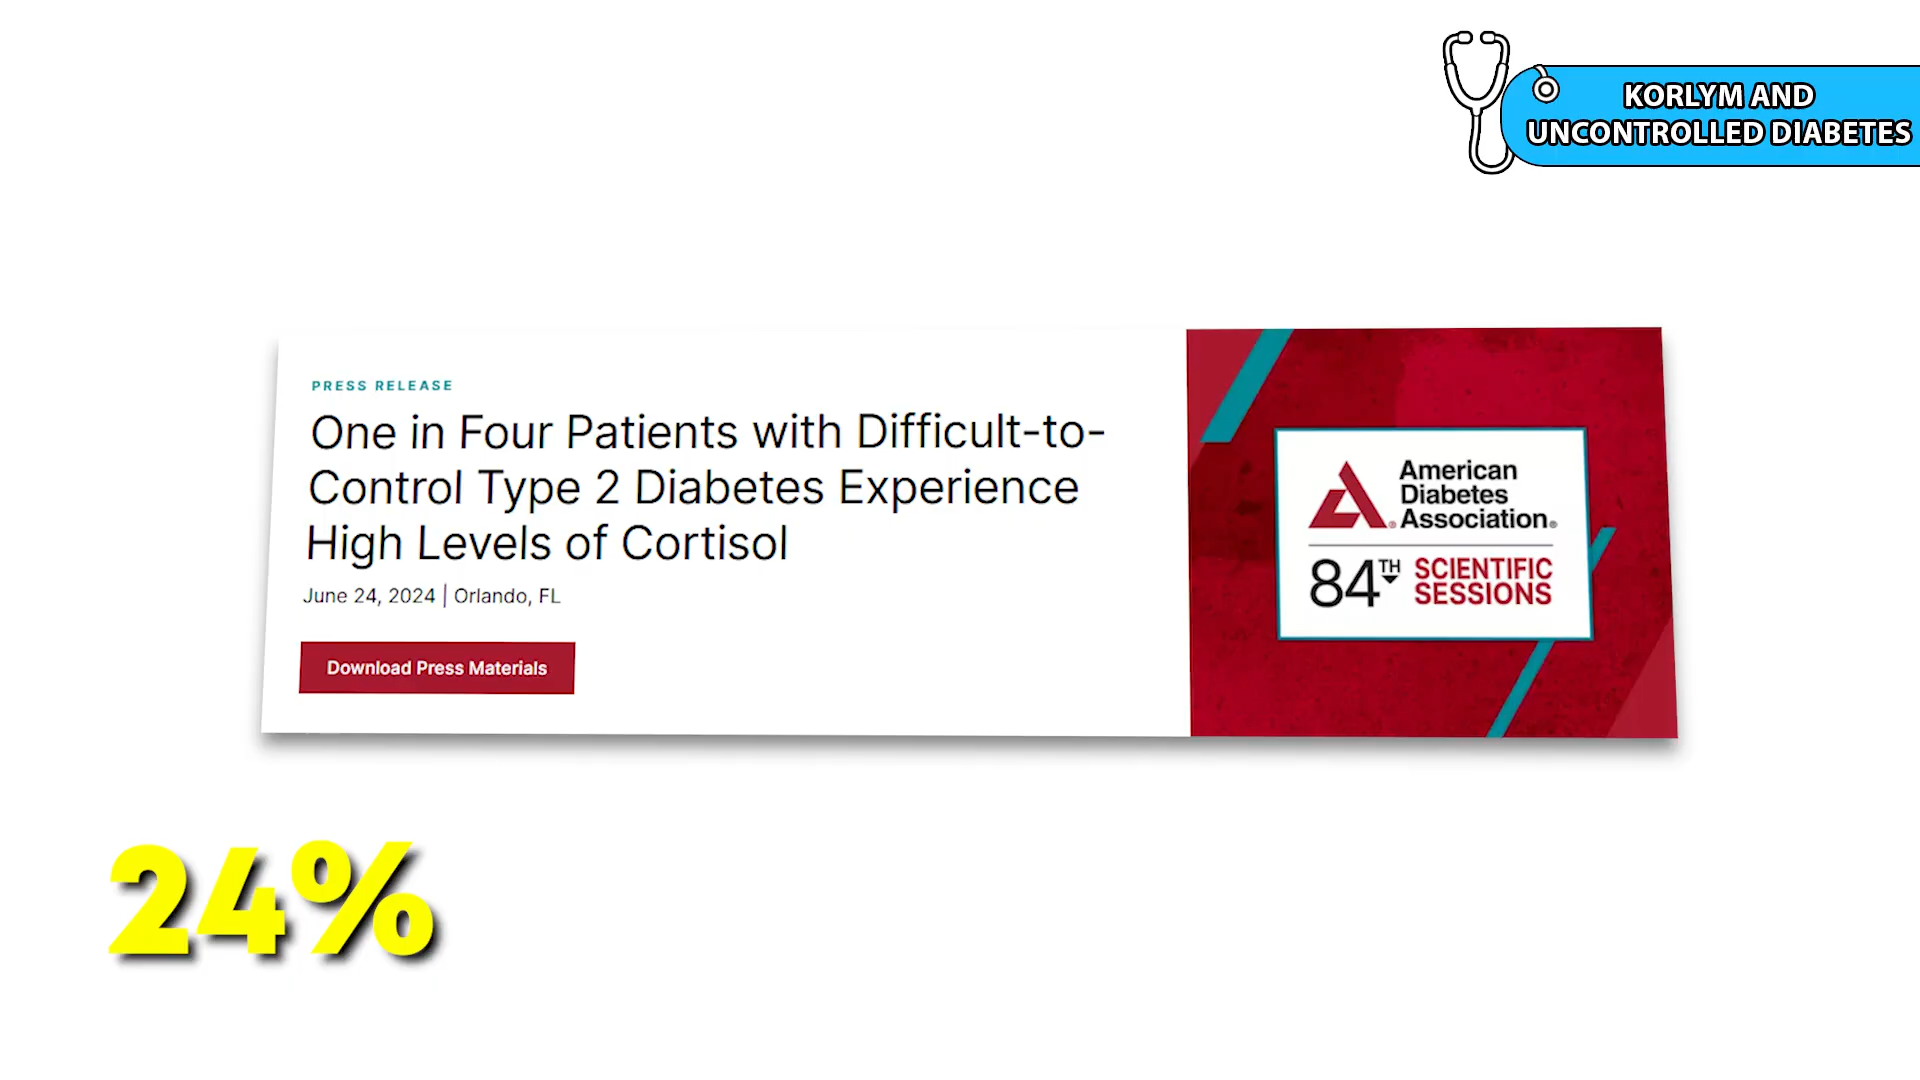 KORLYM AND
UNCONTROLLED DIABETES
PRESS RELEASE
One in Four Patients with Difficult-to-
Control Type 2 Diabetes Experience
High Levels of Cortisol
June 24, 2024 | Orlando, FL
Download Press Materials
American
Diabetes
Association®
84TH SCIENTIFIC
SESSIONS
24%